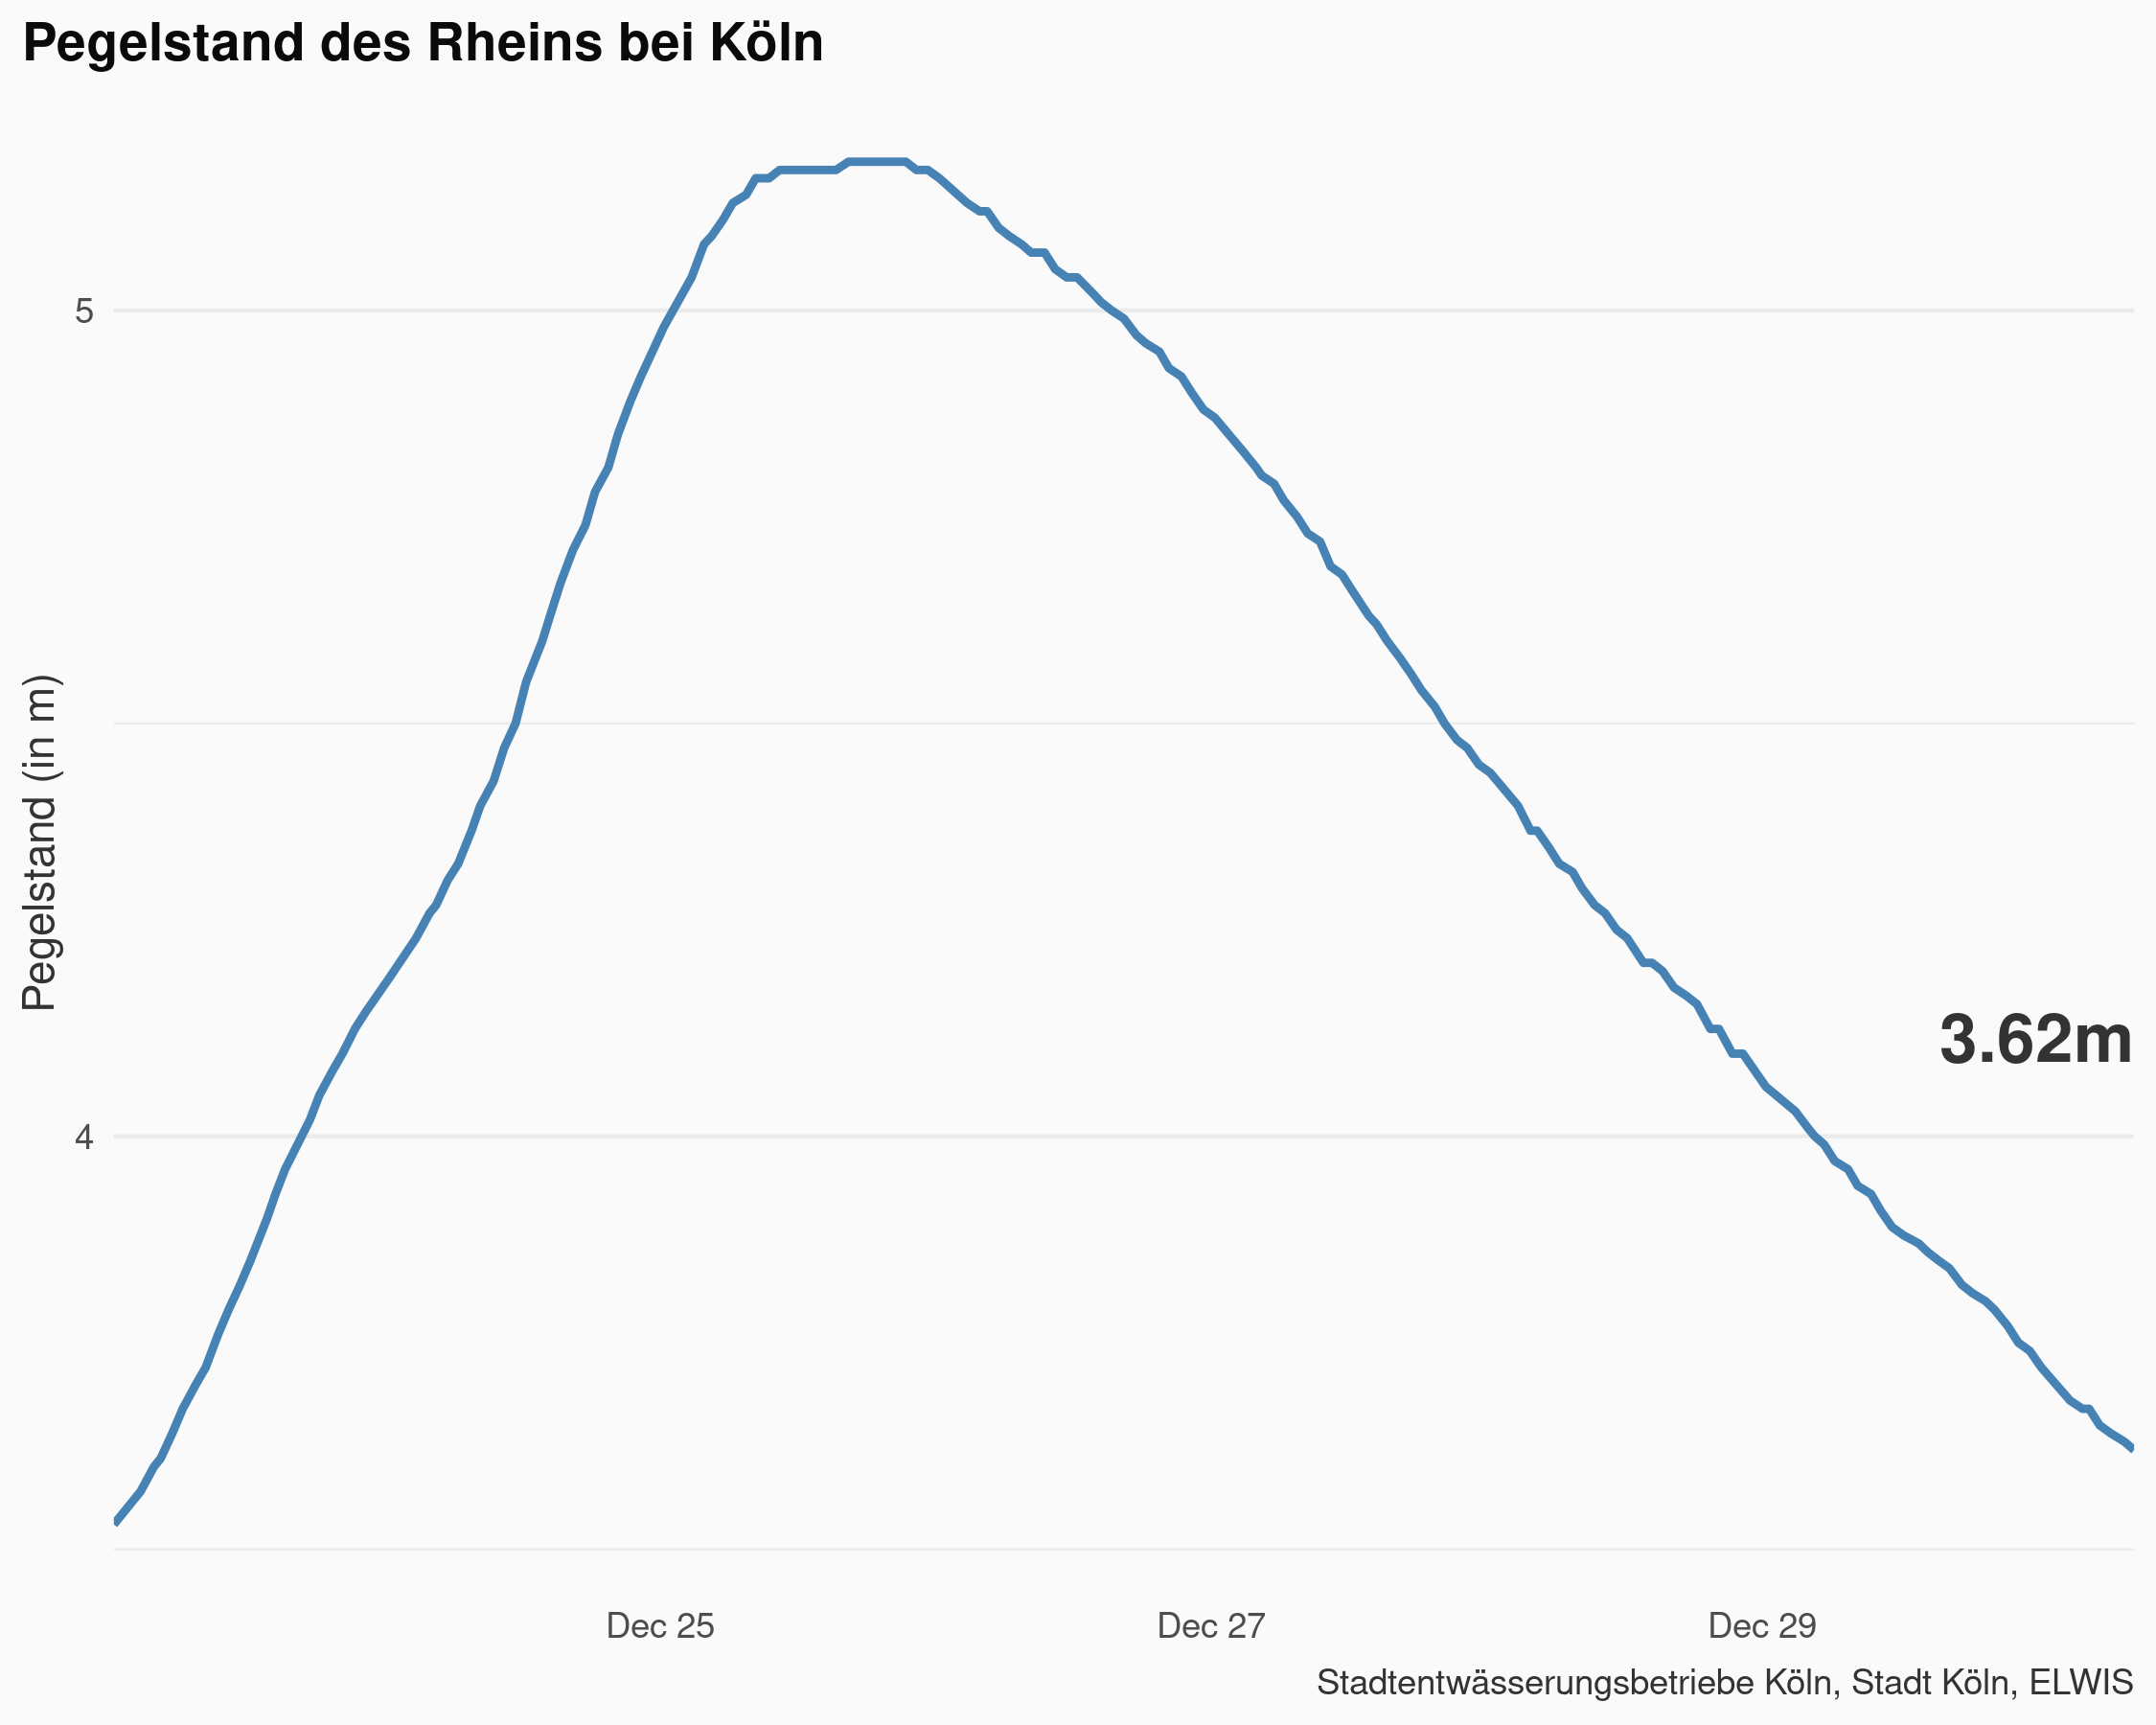 Pegelstand des Rheins bei Köln
Pegelstand (in m)
5
4
3.62m
Dec 25
Dec 27
Dec 29
Stadtentwässerungsbetriebe Köln, Stadt Köln, ELWIS